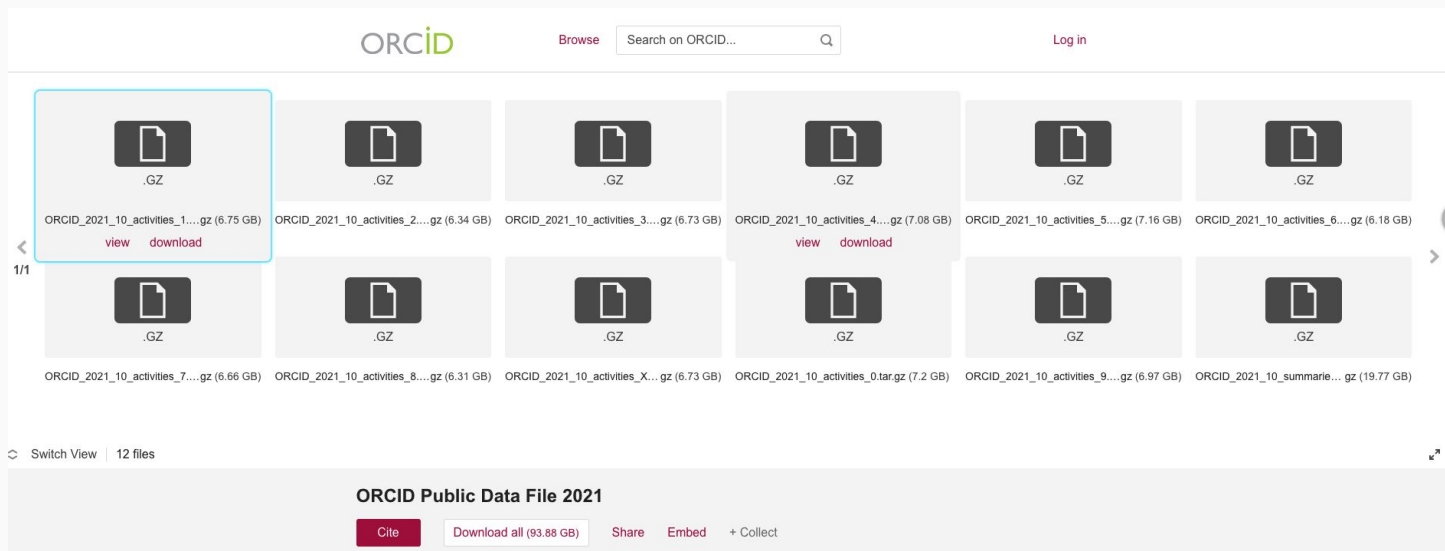 ORCID
Browse
Search on ORCID...
Log in
.GZ
.GZ
.GZ
.GZ
.GZ
.GZ
ORCID_2021_10_activities_1....gz (6.75 GB)
ORCID_2021_10_activities_2....gz (6.34 GB)
ORCID_2021_10_activities_3....gz (6.73 GB)
ORCID_2021_10_activities_4....gz (7.08 GB)
ORCID_2021_10_activities_5....gz (7.16 GB)
ORCID_2021_10_activities_6....gz (6.18 GB)
view download
view download
1/1
.GZ
.GZ
.GZ
.GZ
.GZ
.GZ
ORCID_2021_10_activities_7....gz (6.66 GB)
ORCID_2021_10_activities_8....gz (6.31 GB)
ORCID_2021_10_activities_X... gz (6.73 GB)
ORCID_2021_10_activities_0.tar.gz (7.2 GB)
ORCID_2021_10_activities_9....gz (6.97 GB)
ORCID_2021_10_summarie... gz (19.77 GB)
Switch View
12 files
ORCID Public Data File 2021
Cite
Download all (93.88 GB)
Share
Embed
+ Collect